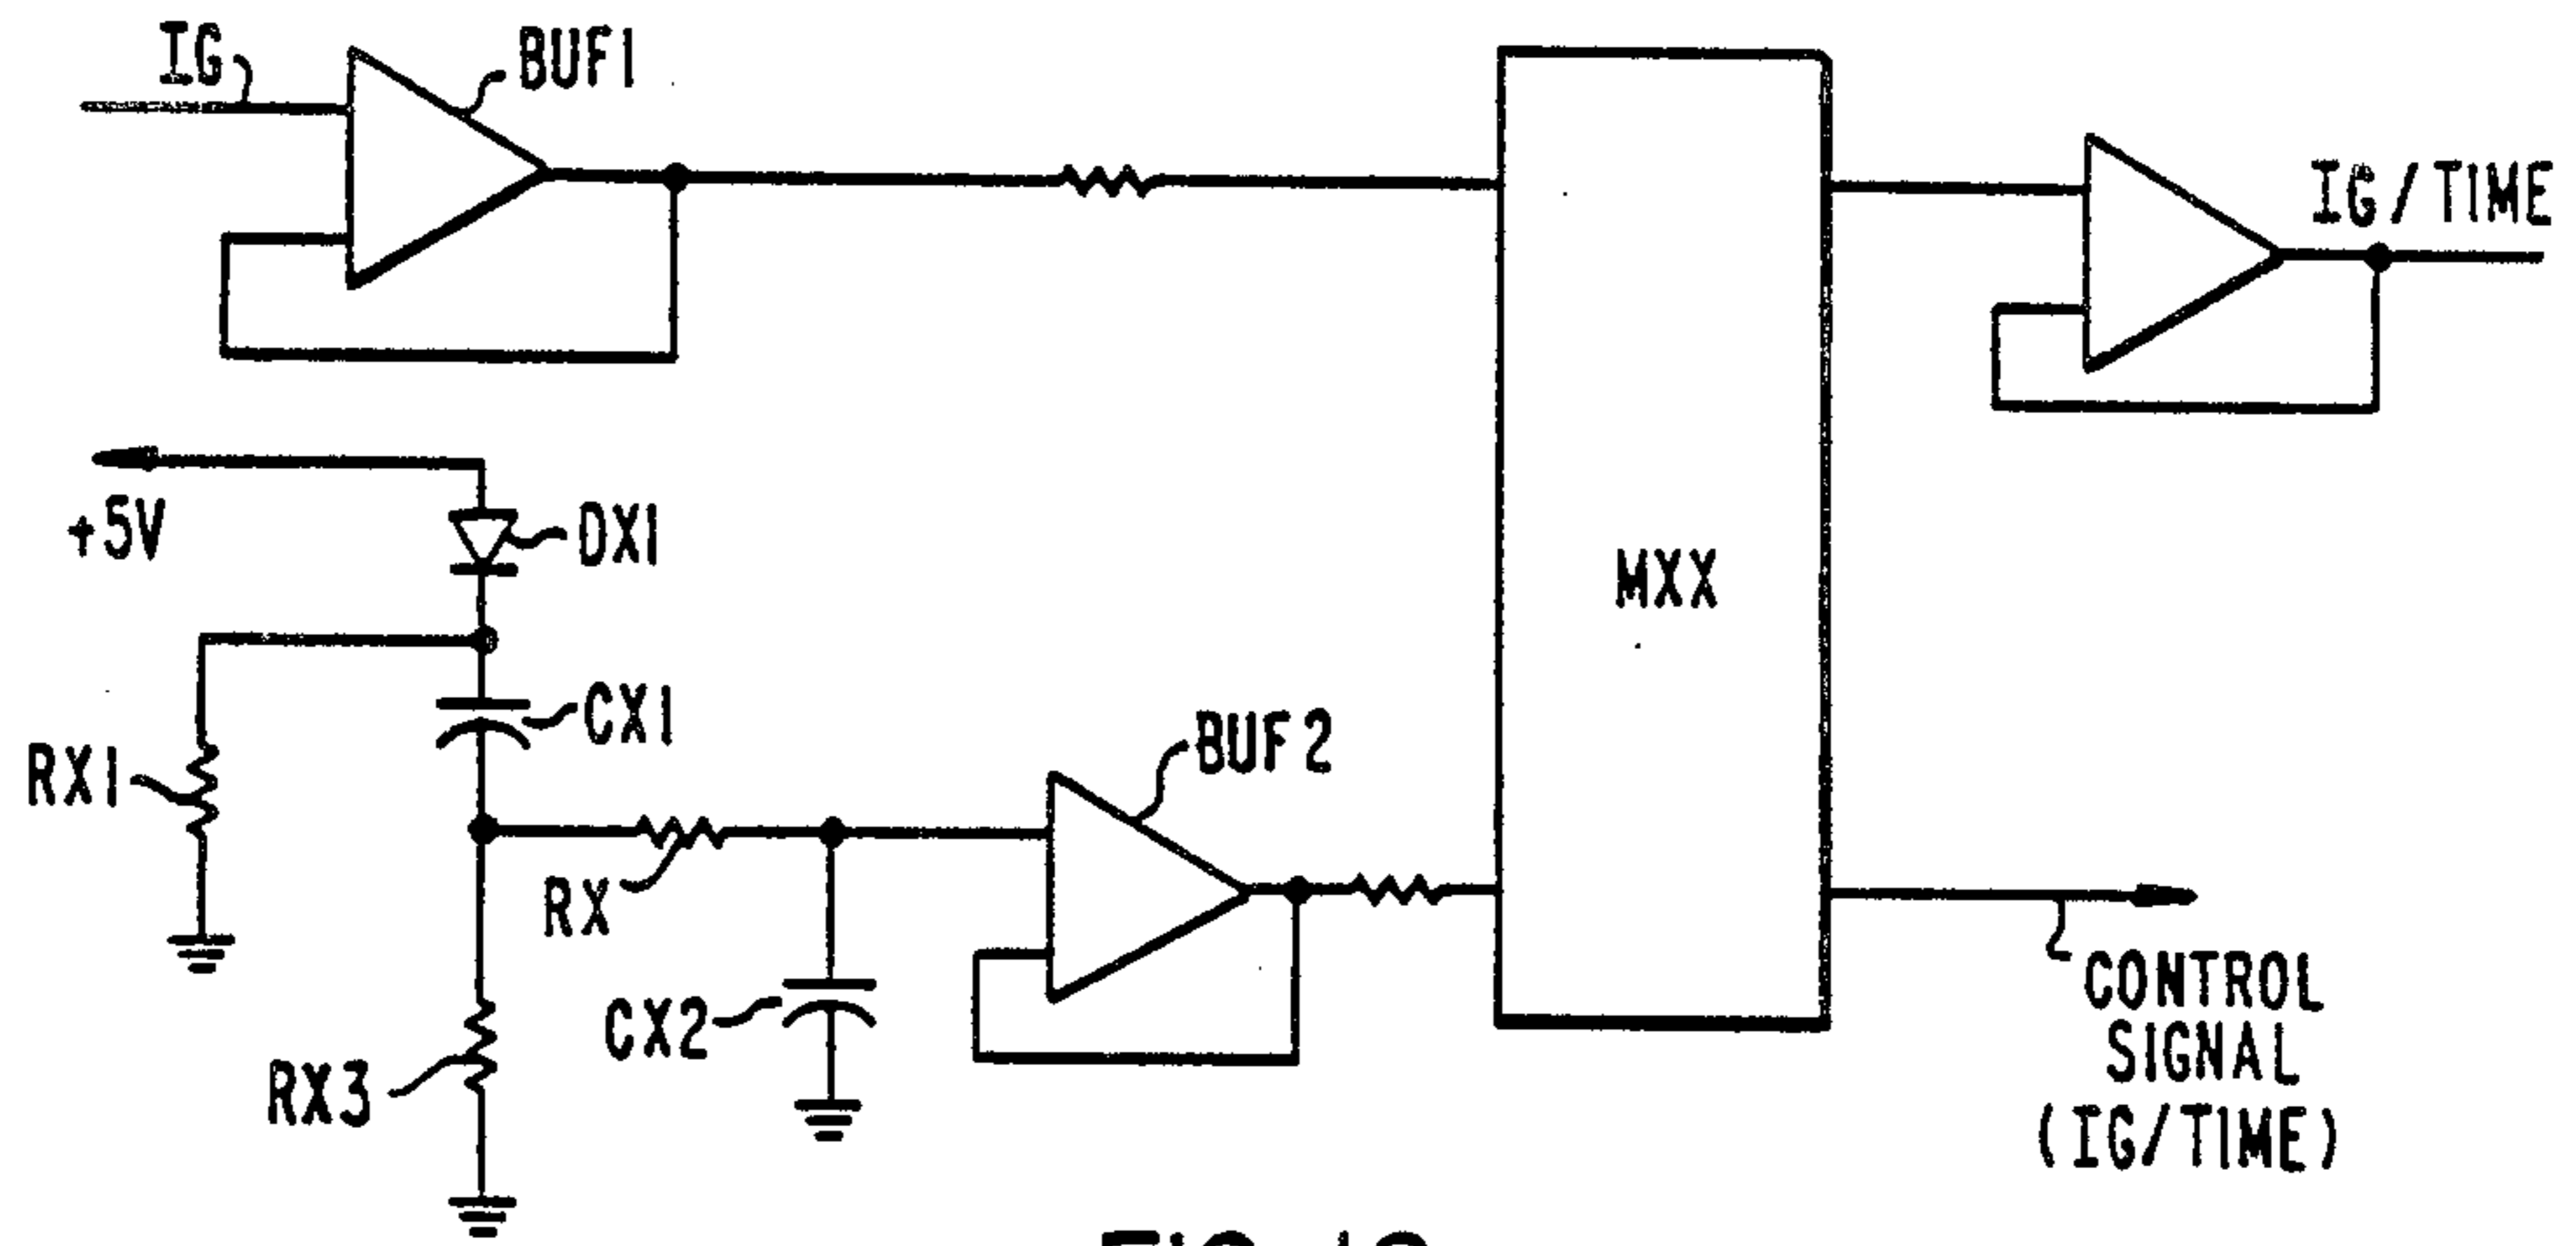 IG
BUF1
IG/TIME
+5V
DX1
MXX
CX1
RX1
BUF2
RX
CX2
RX3
CONTROL
SIGNAL
(IG/TIME)